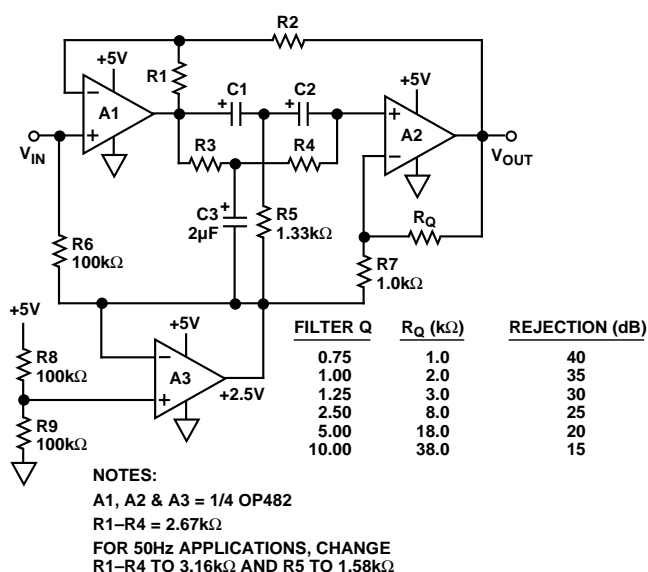 R2
+5V
R1
C1
C2
+5V
A1
A2
VIN
VOUT
R3
R4
C3
2µF
R5
1.33kΩ
RQ
R6
100kΩ
R7
1.0kΩ
+5V
+5V
R8
100kΩ
A3
+2.5V
R9
100kΩ
FILTER Q RQ (kΩ) REJECTION (dB)
0.75 1.0 40
1.00 2.0 35
1.25 3.0 30
2.50 8.0 25
5.00 18.0 20
10.00 38.0 15
NOTES:
A1, A2 & A3 = 1/4 OP482
R1–R4 = 2.67kΩ
FOR 50Hz APPLICATIONS, CHANGE
R1–R4 TO 3.16kΩ AND R5 TO 1.58kΩ